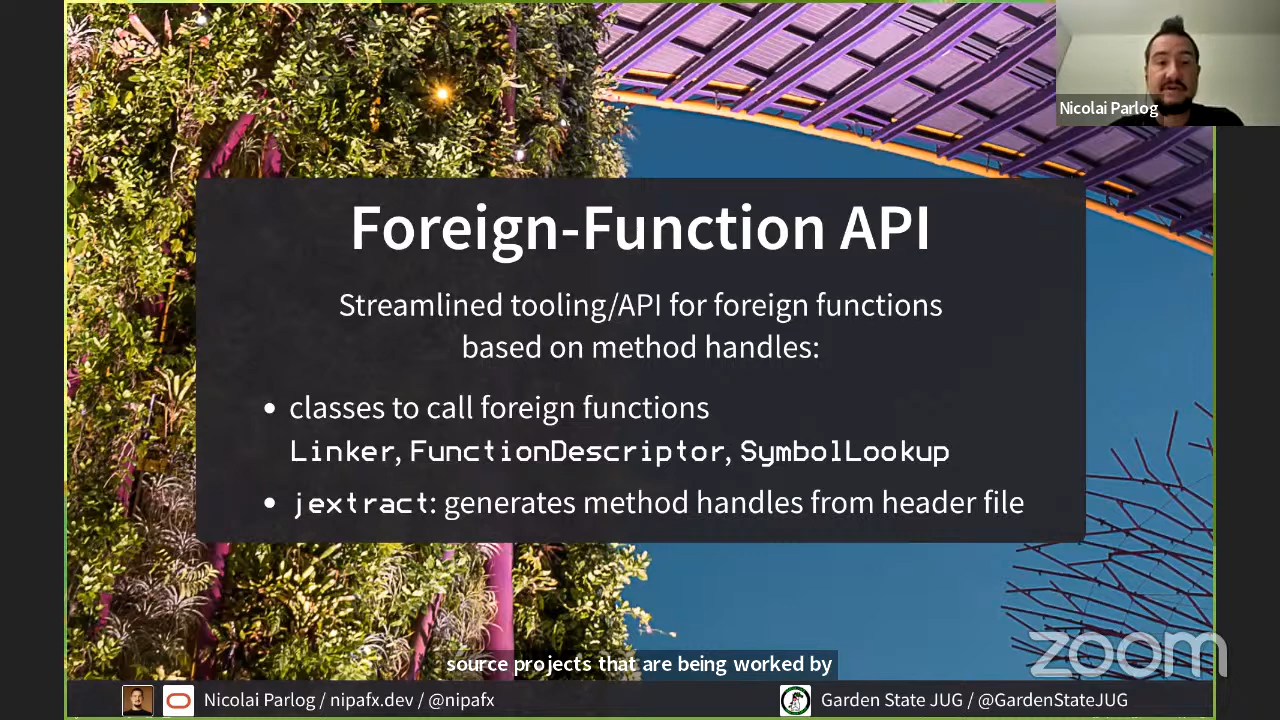 Nicolai Parlog
Foreign-Function API
Streamlined tooling/API for foreign functions
based on method handles:
• classes to call foreign functions
Linker, FunctionDescriptor, SymbolLookup
• jextract: generates method handles from header file
zoom
source projects that are being worked by
Nicolai Parlog / nipafx.dev / @nipafx
Garden State JUG / @GardenStateJUG